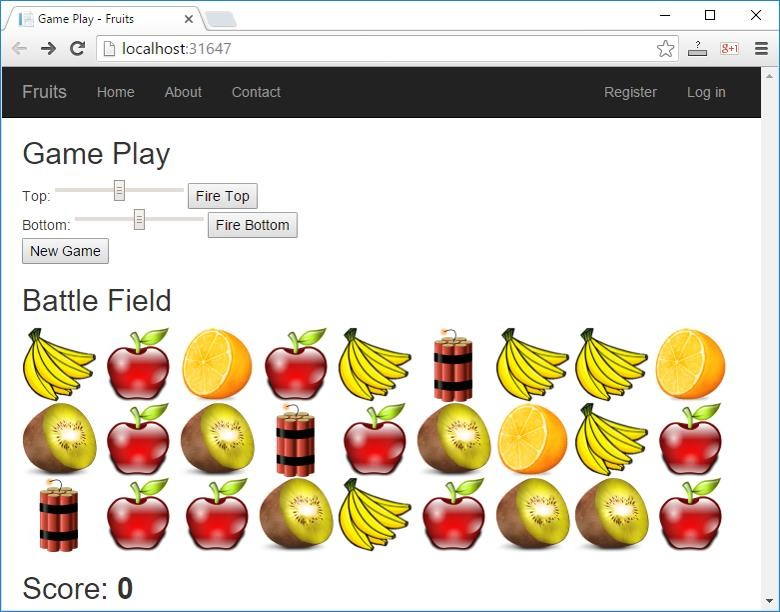 Game Play - Fruits
localhost:31647
?
g+1
Fruits Home About Contact Register Log in
Game Play
Top: Fire Top
Bottom: Fire Bottom
New Game
Battle Field
Score: 0